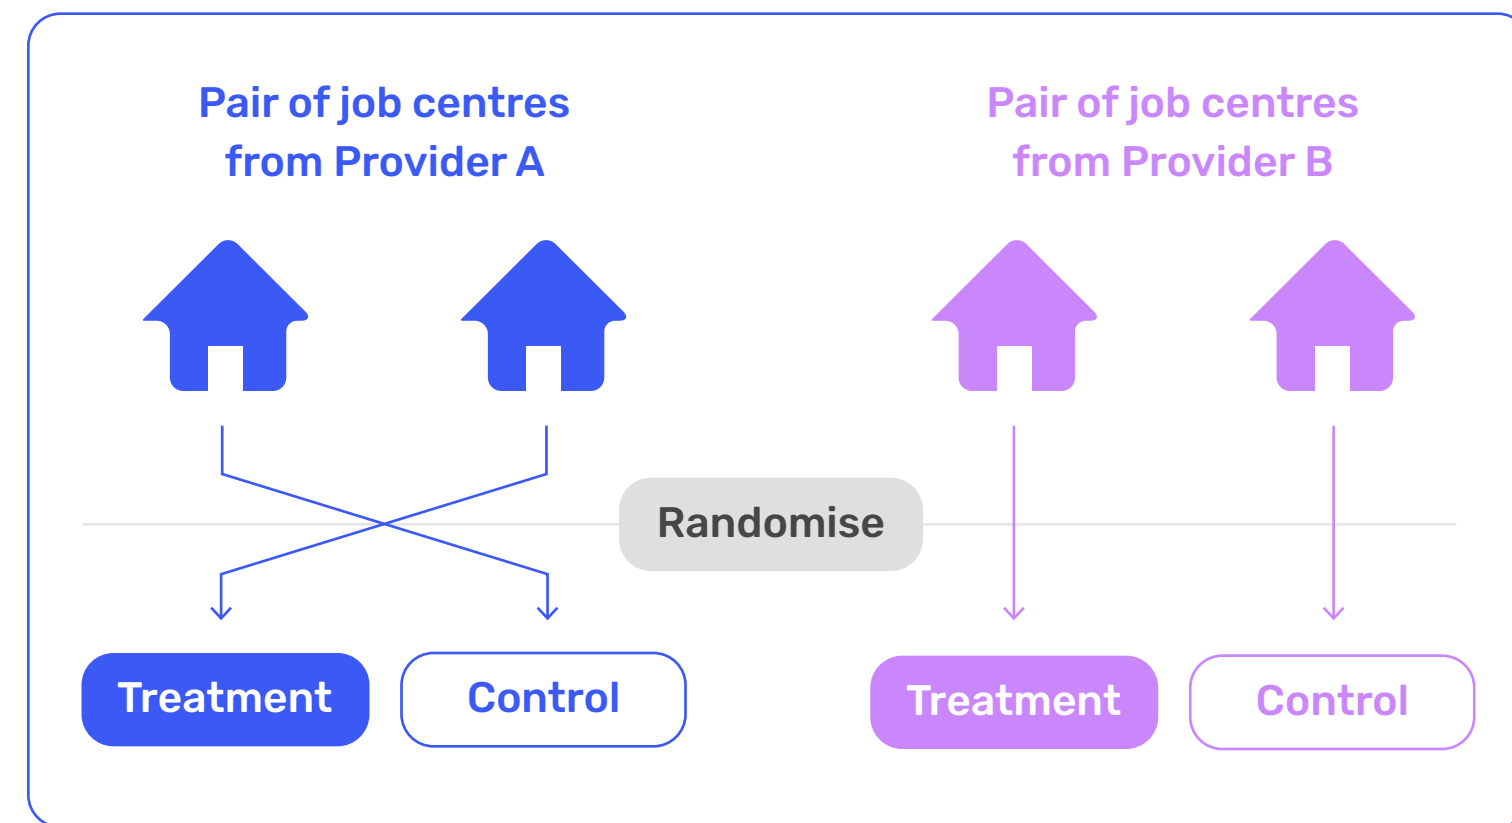 Pair of job centres
from Provider A
Pair of job centres
from Provider B
Randomise
Treatment
Control
Treatment
Control